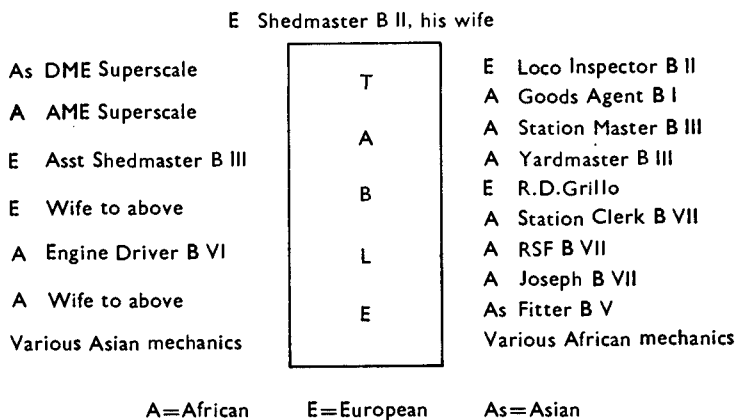 E Shedmaster B II, his wife
As DME Superscale
A AME Superscale
E Asst Shedmaster B III
E Wife to above
A Engine Driver B VI
A Wife to above
Various Asian mechanics
T
A
B
L
E
E Loco Inspector B II
A Goods Agent B I
A Station Master B III
A Yardmaster B III
E R.D.Grillo
A Station Clerk B VII
A RSF B VII
A Joseph B VII
As Fitter B V
Various African mechanics
A=African E=European As=Asian